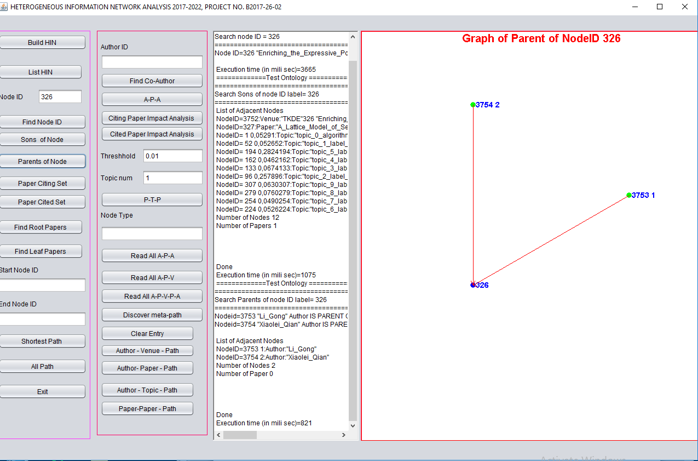 HETEROGENEOUS INFORMATION NETWORK ANALYSIS 2017-2022, PROJECT NO. B2017-26-02
Build HIN
List HIN
Node ID
326
Find Node ID
Sons of Node
Parents of Node
Paper Citing Set
Paper Cited Set
Find Root Papers
Find Leaf Papers
Start Node ID
End Node ID
Shortest Path
All Path
Exit
Author ID
Find Co-Author
A-P-A
Citing Paper Impact Analysis
Cited Paper Impact Analysis
Threshhold
0.01
Topic num
1
P-T-P
Node Type
Read All A-P-A
Read All A-P-V
Read All A-P-V-P-A
Discover meta-path
Clear Entry
Author - Venue - Path
Author- Paper - Path
Author - Topic - Path
Paper-Paper - Path
Search node ID = 326
===================================
Node ID=326 "Enriching_the_Expressive_Po
Execution time (in mili sec)=3665
=============Test Ontology =========
===================================
Search Sons of node ID label= 326
===================================
List of Adjacent Nodes
NodeID=3752:Venue:"TKDE"326 "Enriching_
NodeID=327:Paper:"A_Lattice_Model_of_Se
NodeID= 1 0,05291:Topic:"topic_0_algorithm
NodeID= 52 0,052652:Topic:"topic_1_label_
NodeID= 194 0,2824194:Topic:"topic_5_lab
NodeID= 162 0,0462162:Topic:"topic_4_lab
NodeID= 133 0,0674133:Topic:"topic_3_lab
NodeID= 96 0,257896:Topic:"topic_2_label_
NodeID= 307 0,0630307:Topic:"topic_9_lab
NodeID= 279 0,0760279:Topic:"topic_8_lab
NodeID= 254 0,0490254:Topic:"topic_7_lab
NodeID= 224 0,0526224:Topic:"topic_6_lab
Number of Nodes 12
Number of Papers 1
Done
Execution time (in mili sec)=1075
=============Test Ontology =========
===================================
Search Parents of node ID label= 326
===================================
Nodeid=3753 "Li_Gong" Author IS PARENT
Nodeid=3754 "Xiaolei_Qian" Author IS PARE
List of Adjacent Nodes
NodeID=3753 1:Author:"Li_Gong"
NodeID=3754 2:Author:"Xiaolei_Qian"
Number of Nodes 2
Number of Paper 0
Done
Execution time (in mili sec)=821
Graph of Parent of NodeID 326
3754 2
3753 1
326